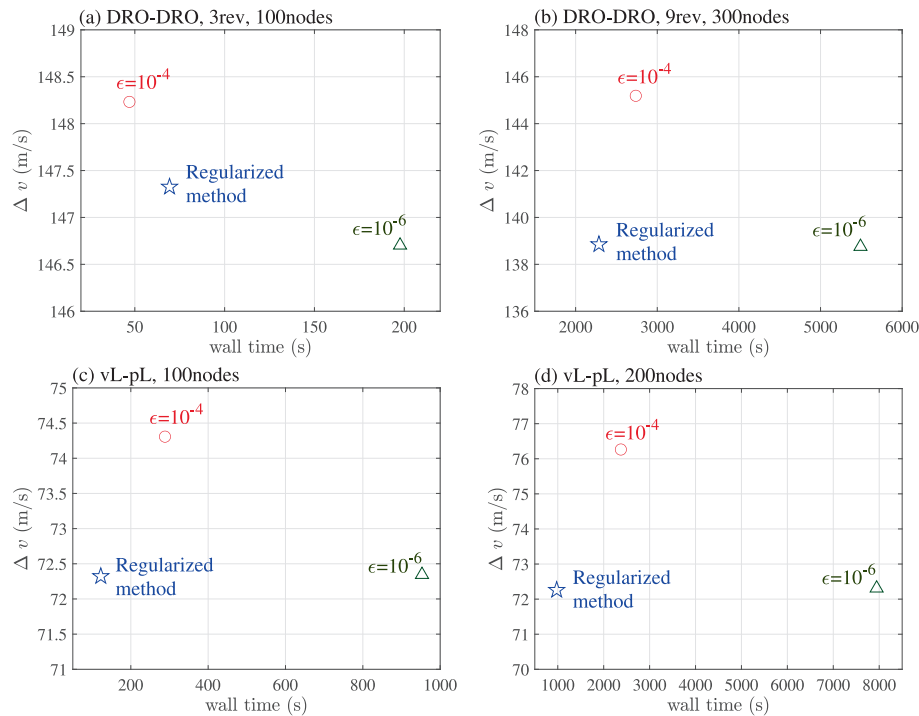 (a) DRO-DRO, 3rev, 100nodes
149
148.5
148
147.5
147
146.5
146
Δ v (m/s)
ϵ=10⁻⁴
Regularized
method
ϵ=10⁻⁶
50
100
150
200
wall time (s)
(b) DRO-DRO, 9rev, 300nodes
148
146
144
142
140
138
136
Δ v (m/s)
ϵ=10⁻⁴
Regularized
method
ϵ=10⁻⁶
2000
3000
4000
5000
6000
wall time (s)
(c) vL-pL, 100nodes
75
74.5
74
73.5
73
72.5
72
71.5
71
Δ v (m/s)
ϵ=10⁻⁴
Regularized
method
ϵ=10⁻⁶
200
400
600
800
1000
wall time (s)
(d) vL-pL, 200nodes
78
77
76
75
74
73
72
71
70
Δ v (m/s)
ϵ=10⁻⁴
Regularized
method
ϵ=10⁻⁶
1000
2000
3000
4000
5000
6000
7000
8000
wall time (s)